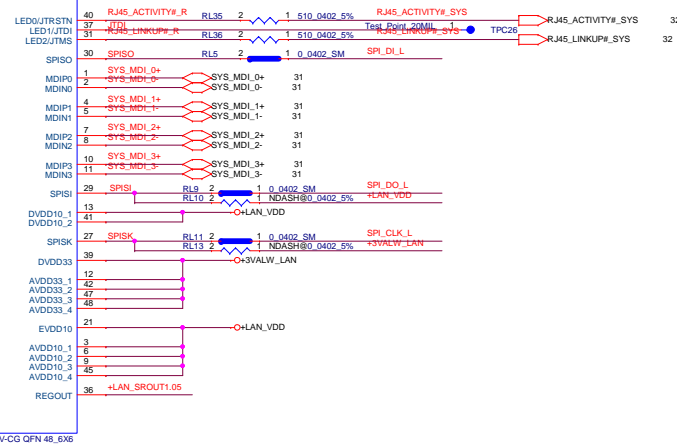 LED0/JTRSTN 40 RJ45_ACTIVITY#_R RL35 2 1 510_0402_5% RJ45_ACTIVITY#_SYS RJ45_ACTIVITY#_SYS 32
LED1/JTDI 37 JTDI Test_Point_20MIL 1 TPC26
LED2/JTMS 31 RJ45_LINKUP#_R RL36 2 1 510_0402_5% RJ45_LINKUP#_SYS RJ45_LINKUP#_SYS 32
SPISO 30 SPISO RL5 2 1 0_0402_SM SPI_DI_L
MDIP0 1 SYS_MDI_0+ SYS_MDI_0+ 31
MDIN0 2 SYS_MDI_0- SYS_MDI_0- 31
MDIP1 4 SYS_MDI_1+ SYS_MDI_1+ 31
MDIN1 5 SYS_MDI_1- SYS_MDI_1- 31
MDIP2 7 SYS_MDI_2+ SYS_MDI_2+ 31
MDIN2 8 SYS_MDI_2- SYS_MDI_2- 31
MDIP3 10 SYS_MDI_3+ SYS_MDI_3+ 31
MDIN3 11 SYS_MDI_3- SYS_MDI_3- 31
SPISI 29 SPISI RL9 2 1 0_0402_SM SPI_DO_L
RL10 2 1 NDASH@0_0402_5% +LAN_VDD
DVDD10_1 13 +LAN_VDD
DVDD10_2 41
SPISK 27 SPISK RL11 2 1 0_0402_SM SPI_CLK_L
RL13 2 1 NDASH@0_0402_5% +3VALW_LAN
DVDD33 39 +3VALW_LAN
AVDD33_1 12
AVDD33_2 42
AVDD33_3 47
AVDD33_4 48
EVDD10 21 +LAN_VDD
AVDD10_1 3
AVDD10_2 6
AVDD10_3 9
AVDD10_4 45
REGOUT 36 +LAN_SROUT1.05
V-CG QFN 48_6X6